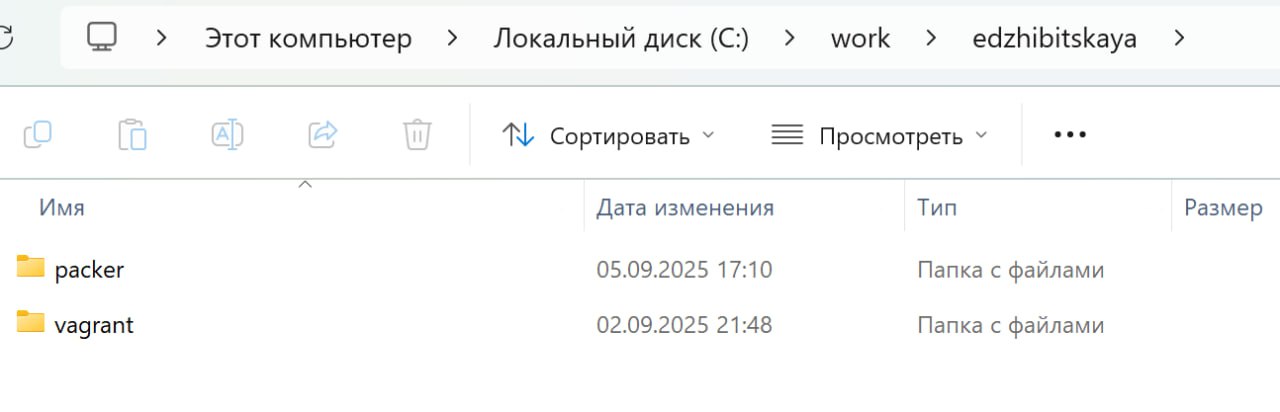 Этот компьютер > Локальный диск (C:) > work > edzhibitskaya >
Сортировать Просмотреть •••
Имя Дата изменения Тип Размер
packer 05.09.2025 17:10 Папка с файлами
vagrant 02.09.2025 21:48 Папка с файлами